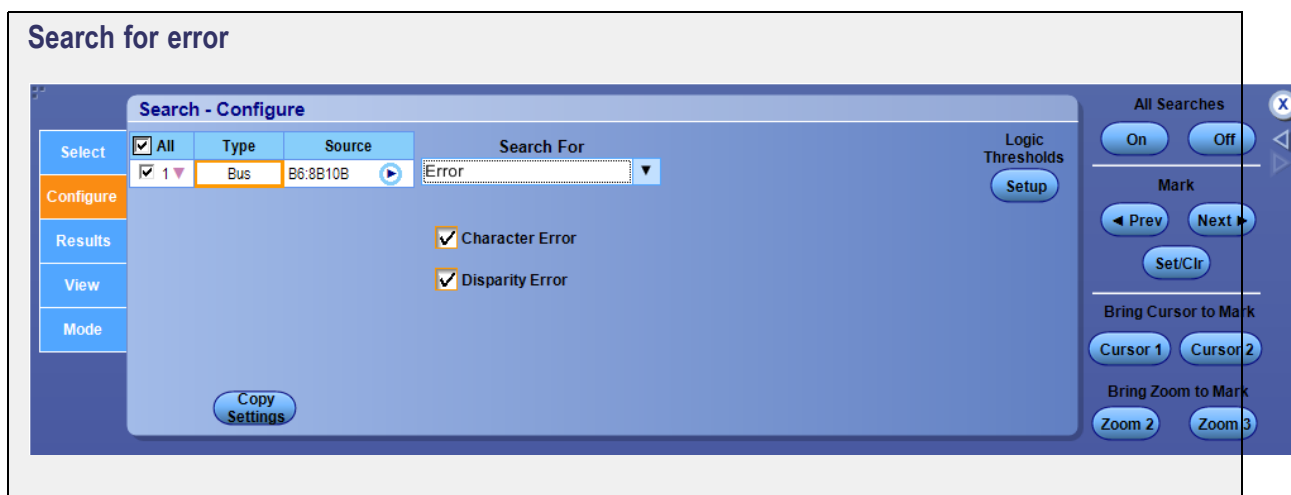 Search for error
Search - Configure
All Searches
X
Select
Configure
Results
View
Mode
All Type Source
1 Bus B6:8B10B
Search For
Error
Character Error
Disparity Error
Copy
Settings
Logic
Thresholds
Setup
On Off
Mark
Prev Next
Set/Clr
Bring Cursor to Mark
Cursor 1 Cursor 2
Bring Zoom to Mark
Zoom 2 Zoom 3